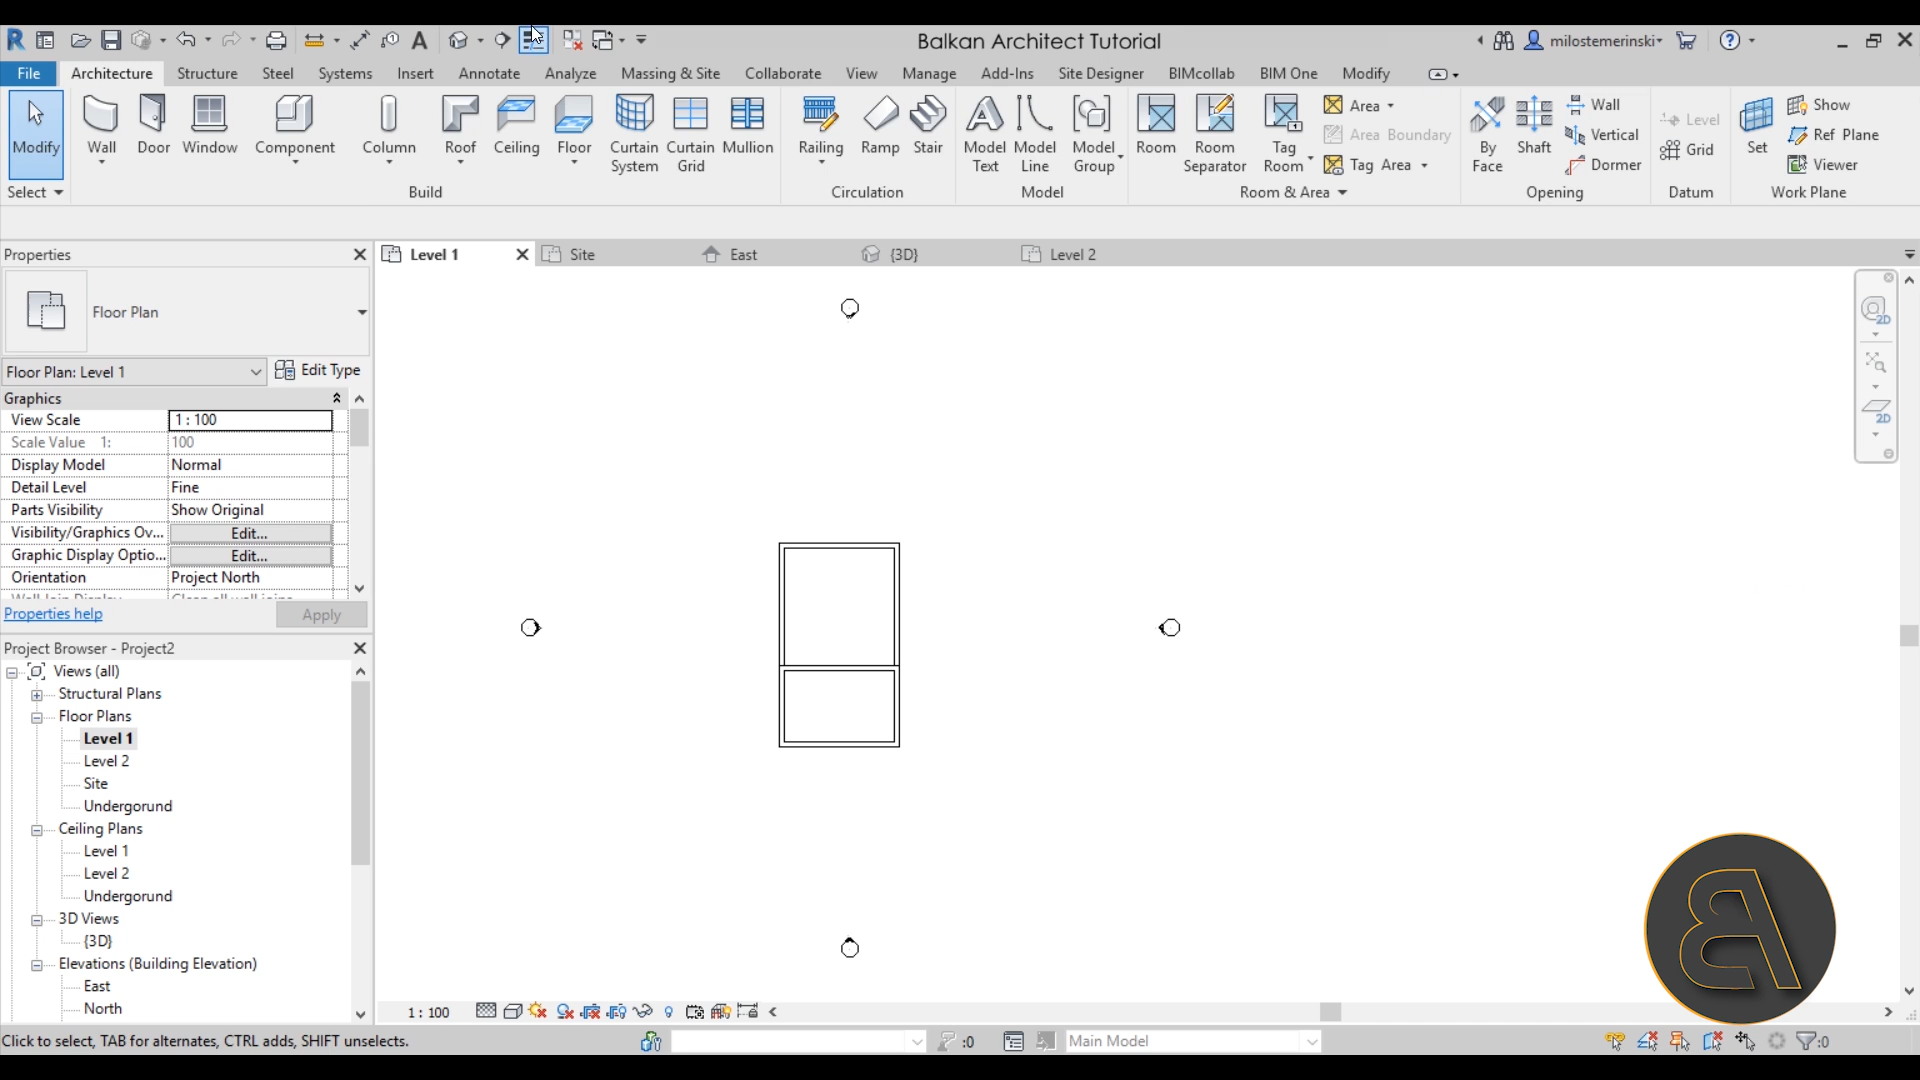 Balkan Architect Tutorial
milostemerinski
File Architecture Structure Steel Systems Insert Annotate Analyze Massing & Site Collaborate View Manage Add-Ins Site Designer BIMcollab BIM One Modify
Modify
Wall Door Window Component Column Roof Ceiling Floor Curtain System Curtain Grid Mullion
Railing Ramp Stair
Model Text Model Line Model Group
Room Room Separator Tag Room
Area
Area Boundary
Tag Area
By Face Shaft
Wall
Vertical
Dormer
Level
Grid
Set
Show
Ref Plane
Viewer
Select Build Circulation Model Room & Area Opening Datum Work Plane
Properties
Level 1 Site East {3D} Level 2
Floor Plan
Floor Plan: Level 1 Edit Type
Graphics
View Scale 1 : 100
Scale Value 1: 100
Display Model Normal
Detail Level Fine
Parts Visibility Show Original
Visibility/Graphics Ov... Edit...
Graphic Display Optio... Edit...
Orientation Project North
Properties help Apply
Project Browser - Project2
Views (all)
Structural Plans
Floor Plans
Level 1
Level 2
Site
Undergorund
Ceiling Plans
Level 1
Level 2
Undergorund
3D Views
{3D}
Elevations (Building Elevation)
East
North
2D
2D
1 : 100
Click to select, TAB for alternates, CTRL adds, SHIFT unselects.
:0
Main Model
:0